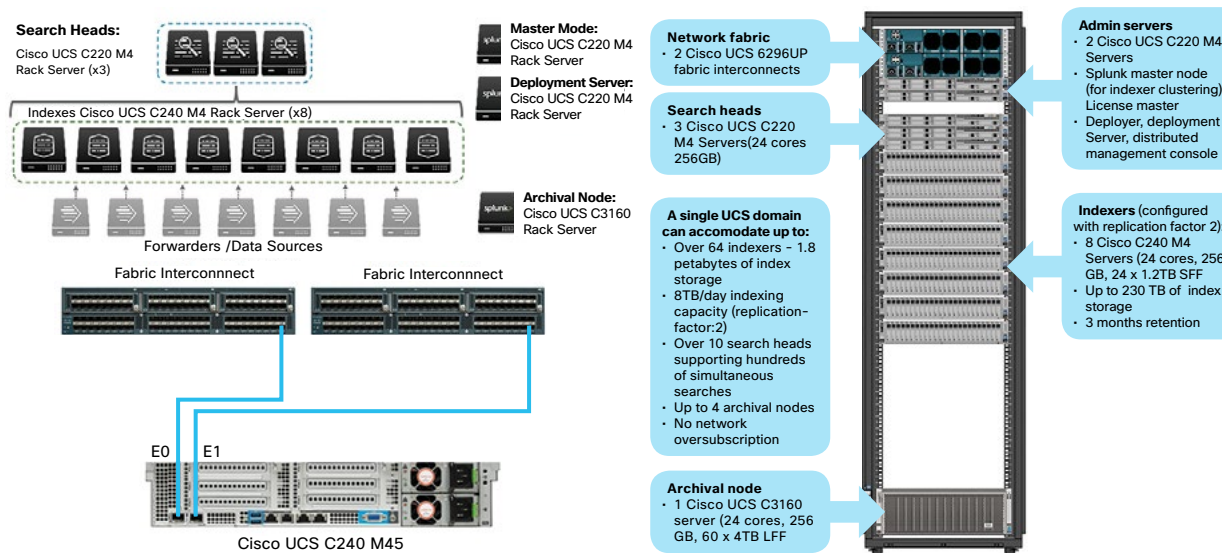 Search Heads:
Cisco UCS C220 M4
Rack Server (x3)
Master Mode:
Cisco UCS C220 M4
Rack Server
Deployment Server:
Cisco UCS C220 M4
Rack Server
Indexes Cisco UCS C240 M4 Rack Server (x8)
Archival Node:
Cisco UCS C3160
Rack Server
splunk>
Forwarders /Data Sources
Fabric Interconnnect
Fabric Interconnect
E0
E1
Cisco UCS C240 M45
Network fabric
• 2 Cisco UCS 6296UP
fabric interconnects
Search heads
• 3 Cisco UCS C220
M4 Servers(24 cores
256GB)
A single UCS domain
can accomodate up to:
• Over 64 indexers - 1.8
petabytes of index
storage
• 8TB/day indexing
capacity (replication-
factor:2)
• Over 10 search heads
supporting hundreds
of simultaneous
searches
• Up to 4 archival nodes
• No network
oversubscription
Archival node
• 1 Cisco UCS C3160
server (24 cores, 256
GB, 60 x 4TB LFF
Admin servers
• 2 Cisco UCS C220 M4
Servers
• Splunk master node
(for indexer clustering)
License master
• Deployer, deployment
Server, distributed
management console
Indexers (configured
with replication factor 2)
• 8 Cisco C240 M4
Servers (24 cores, 256
GB, 24 x 1.2TB SFF
• Up to 230 TB of index
storage
• 3 months retention